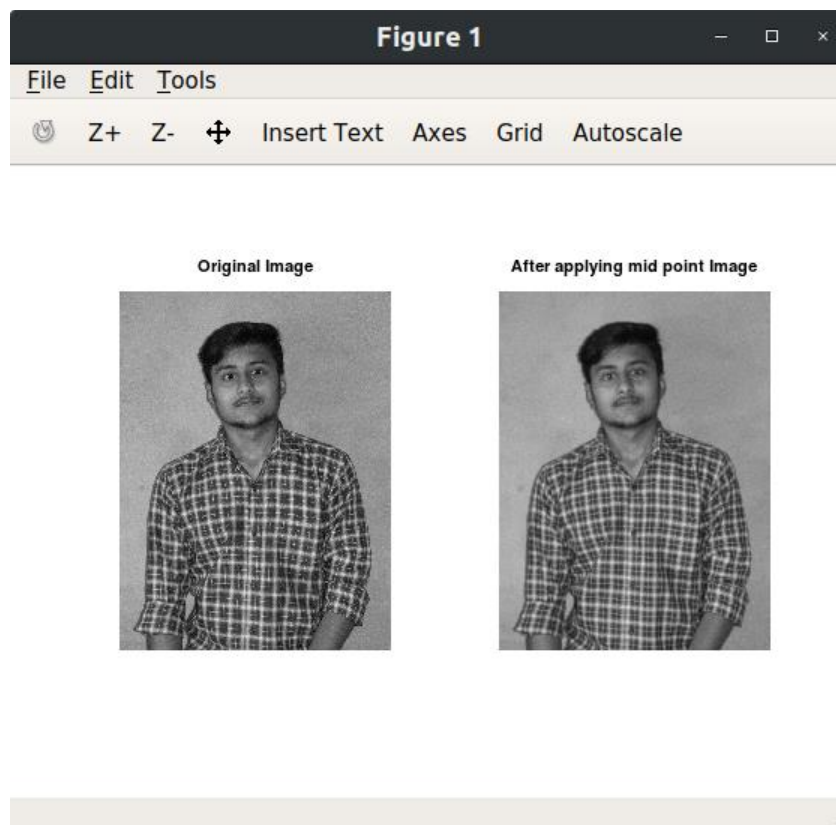 Figure 1
File Edit Tools
Z+ Z- Insert Text Axes Grid Autoscale
Original Image
After applying mid point Image